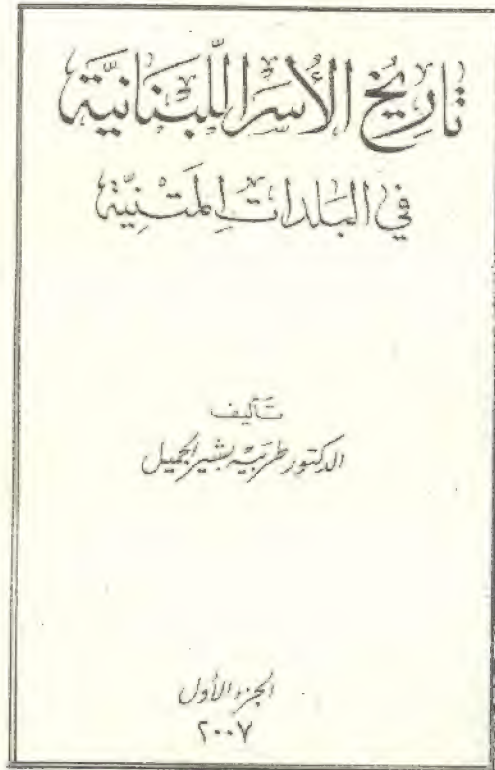 تاريخ الأسر اللبنانية
في البلدات المتنية
تأليف
الدكتور طربيه بشير الجميل
الجزء الأول
٢٠٠٧